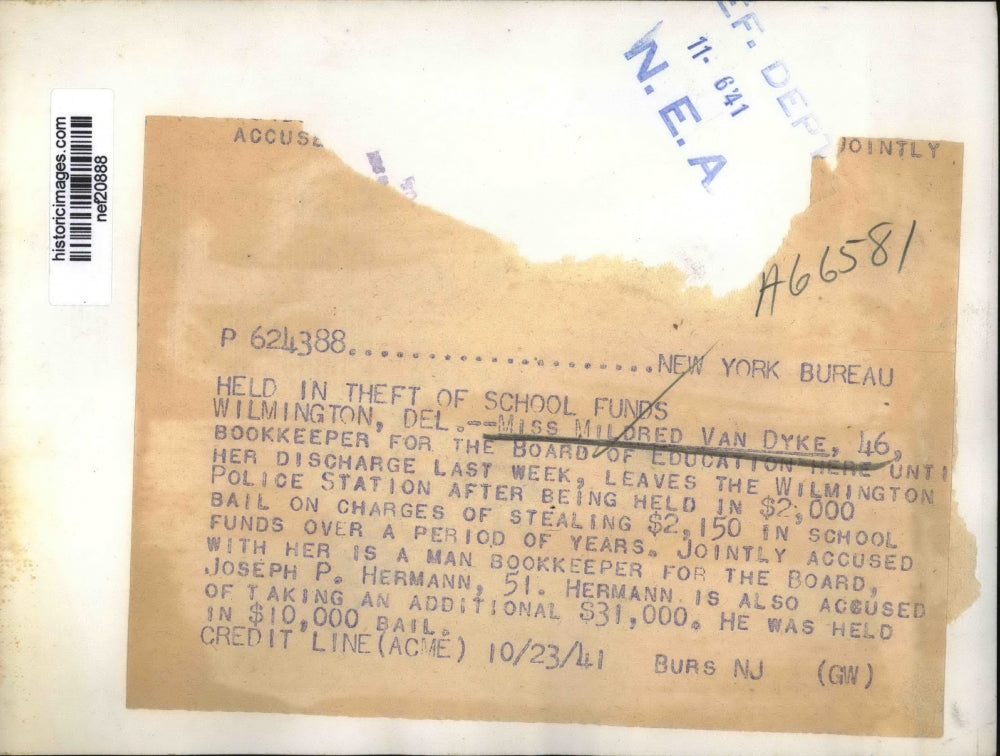 EF. DEPT
11- 6'41
N. E. A
historicimages.com
nef20888
JOINTLY
A66581
P 624388.......................NEW YORK BUREAU
HELD IN THEFT OF SCHOOL FUNDS
WILMINGTON, DEL.--MISS MILDRED VAN DYKE, 46,
BOOKKEEPER FOR THE BOARD OF EDUCATION HERE UNTI
HER DISCHARGE LAST WEEK, LEAVES THE WILMINGTON
POLICE STATION AFTER BEING HELD IN $2,000
BAIL ON CHARGES OF STEALING $2,150 IN SCHOOL
FUNDS OVER A PERIOD OF YEARS. JOINTLY ACCUSED
WITH HER IS A MAN BOOKKEEPER FOR THE BOARD,
JOSEPH P. HERMANN, 51. HERMANN IS ALSO ACCUSED
OF TAKING AN ADDITIONAL $31,000. HE WAS HELD
IN $10,000 BAIL.
CREDIT LINE(ACME) 10/23/41 BURS NJ (GW)